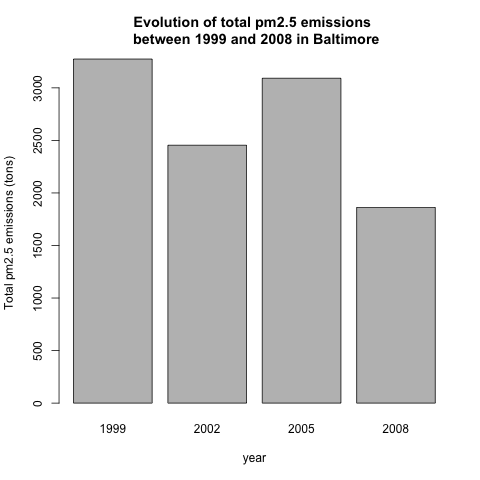 Evolution of total pm2.5 emissions
between 1999 and 2008 in Baltimore
Total pm2.5 emissions (tons)
3000
2500
2000
1500
1000
500
0
1999 2002 2005 2008
year